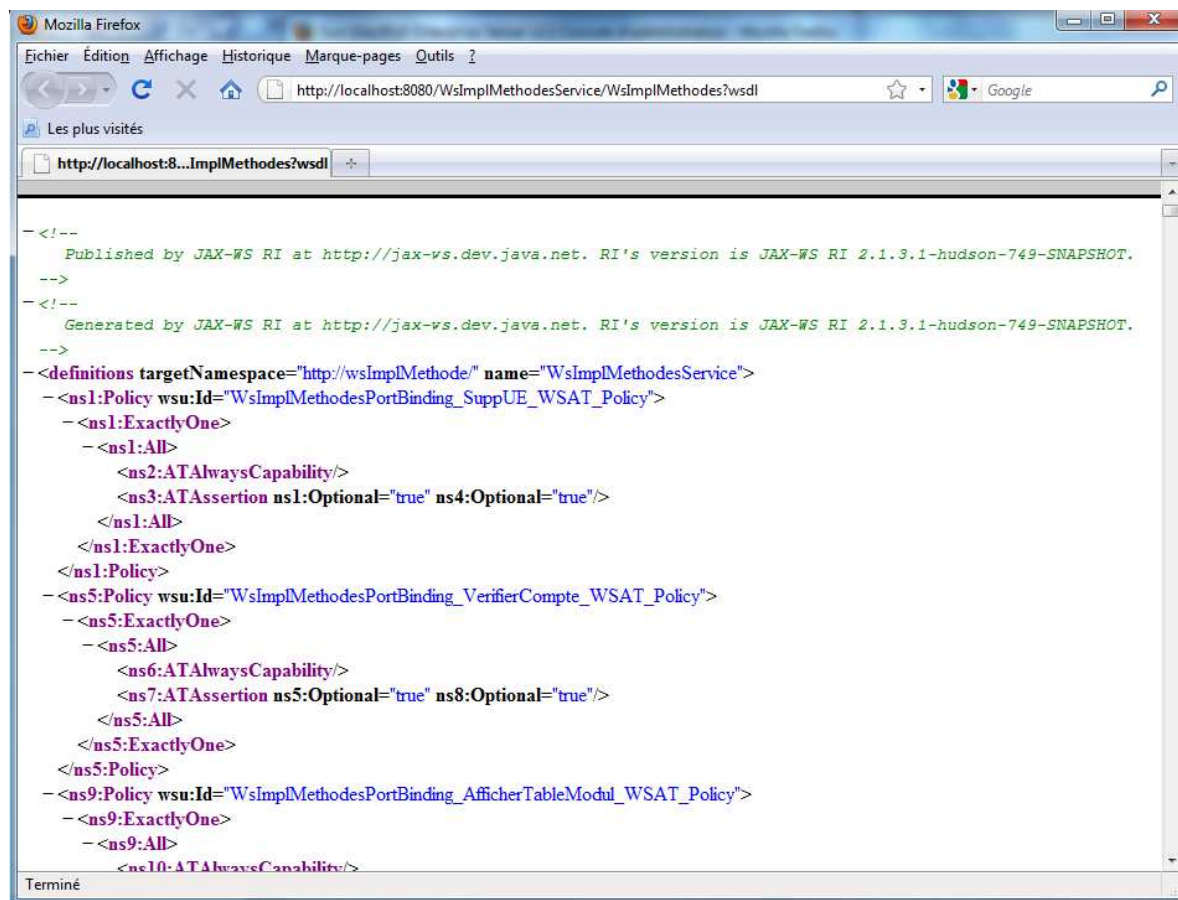 Mozilla Firefox
Fichier Édition Affichage Historique Marque-pages Outils ?
http://localhost:8080/WsImplMethodesService/WsImplMethodes?wsdl
Google
Les plus visités
http://localhost:8...ImplMethodes?wsdl
− <!--
Published by JAX-WS RI at http://jax-ws.dev.java.net. RI's version is JAX-WS RI 2.1.3.1-hudson-749-SNAPSHOT.
-->
− <!--
Generated by JAX-WS RI at http://jax-ws.dev.java.net. RI's version is JAX-WS RI 2.1.3.1-hudson-749-SNAPSHOT.
-->
− <definitions targetNamespace="http://wsImplMethode/" name="WsImplMethodesService">
− <ns1:Policy wsu:Id="WsImplMethodesPortBinding_SuppUE_WSAT_Policy">
− <ns1:ExactlyOne>
− <ns1:All>
<ns2:ATAlwaysCapability/>
<ns3:ATAssertion ns1:Optional="true" ns4:Optional="true"/>
</ns1:All>
</ns1:ExactlyOne>
</ns1:Policy>
− <ns5:Policy wsu:Id="WsImplMethodesPortBinding_VerifierCompte_WSAT_Policy">
− <ns5:ExactlyOne>
− <ns5:All>
<ns6:ATAlwaysCapability/>
<ns7:ATAssertion ns5:Optional="true" ns8:Optional="true"/>
</ns5:All>
</ns5:ExactlyOne>
</ns5:Policy>
− <ns9:Policy wsu:Id="WsImplMethodesPortBinding_AfficherTableModul_WSAT_Policy">
− <ns9:ExactlyOne>
− <ns9:All>
<ns10:ATAlwaysCapability/>
Terminé